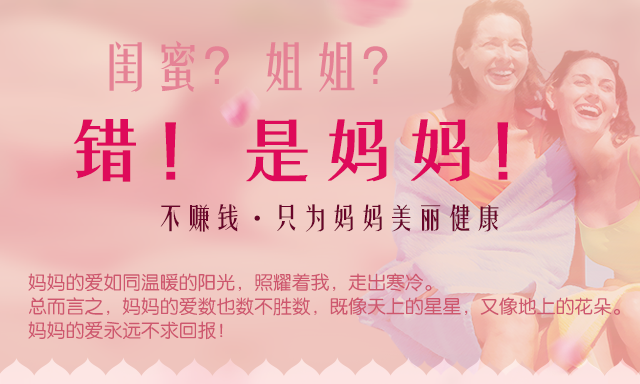 闺蜜？姐姐？
错！是妈妈！
不赚钱·只为妈妈美丽健康
妈妈的爱如同温暖的阳光，照耀着我，走出寒冷。
总而言之，妈妈的爱数也数不胜数，既像天上的星星，又像地上的花朵。
妈妈的爱永远不求回报！